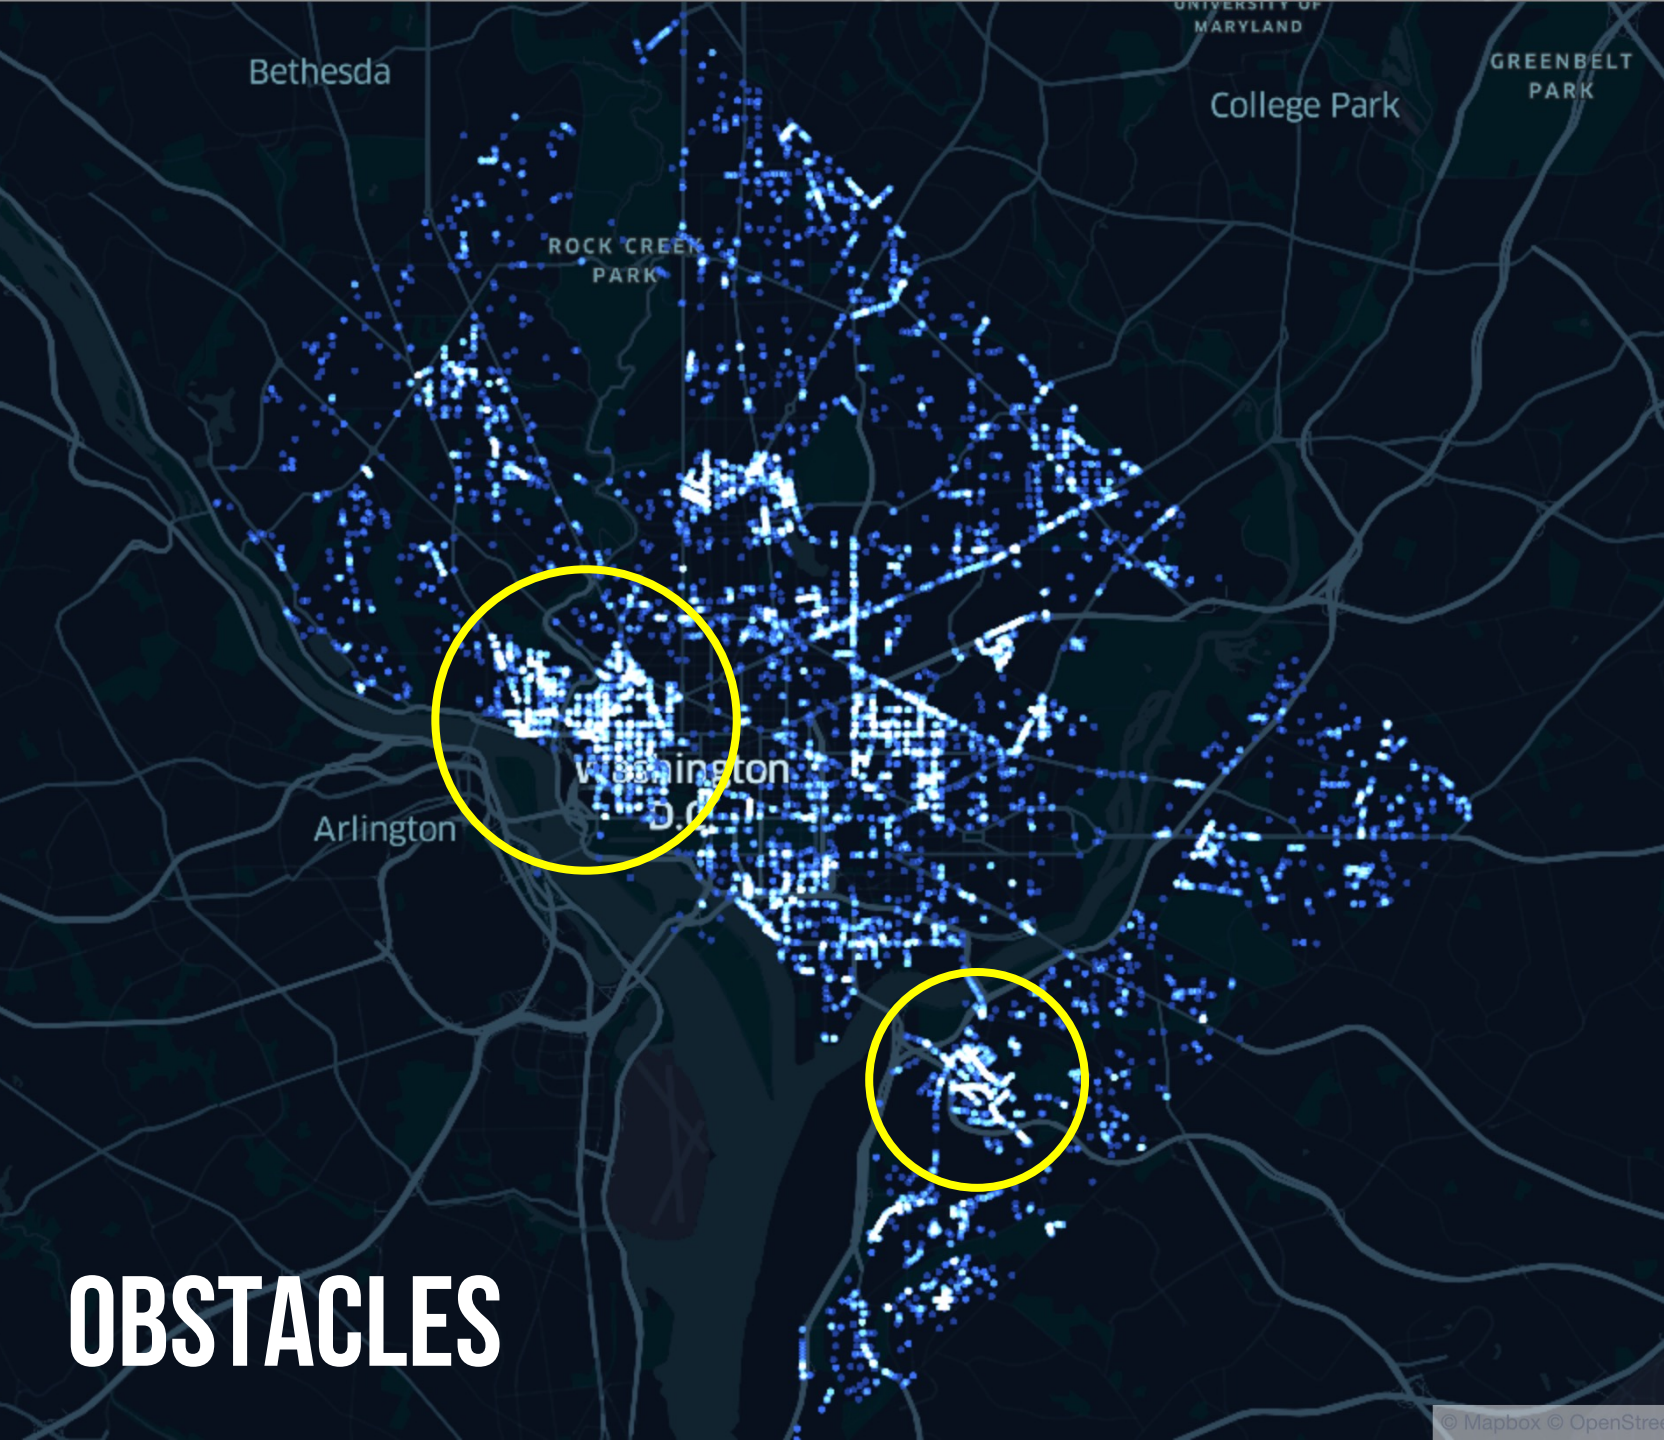 UNIVERSITY OF
MARYLAND
GREENBELT
PARK
Bethesda
College Park
ROCK CREEK
PARK
Washington
D.C.
Arlington
OBSTACLES
© Mapbox © OpenStree